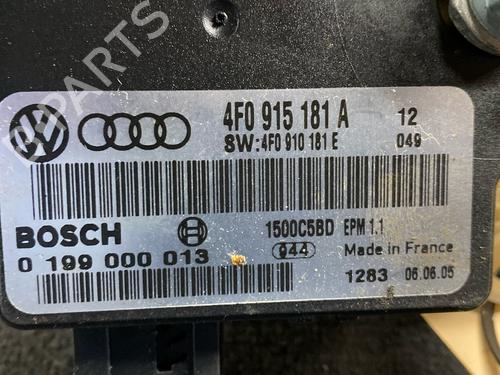 4F0 915 181 A 12
SW:4F0 910 181 E 049
BOSCH 1500C5BD EPM 1.1
0 199 000 013 944 Made in France
1283 06.06.05